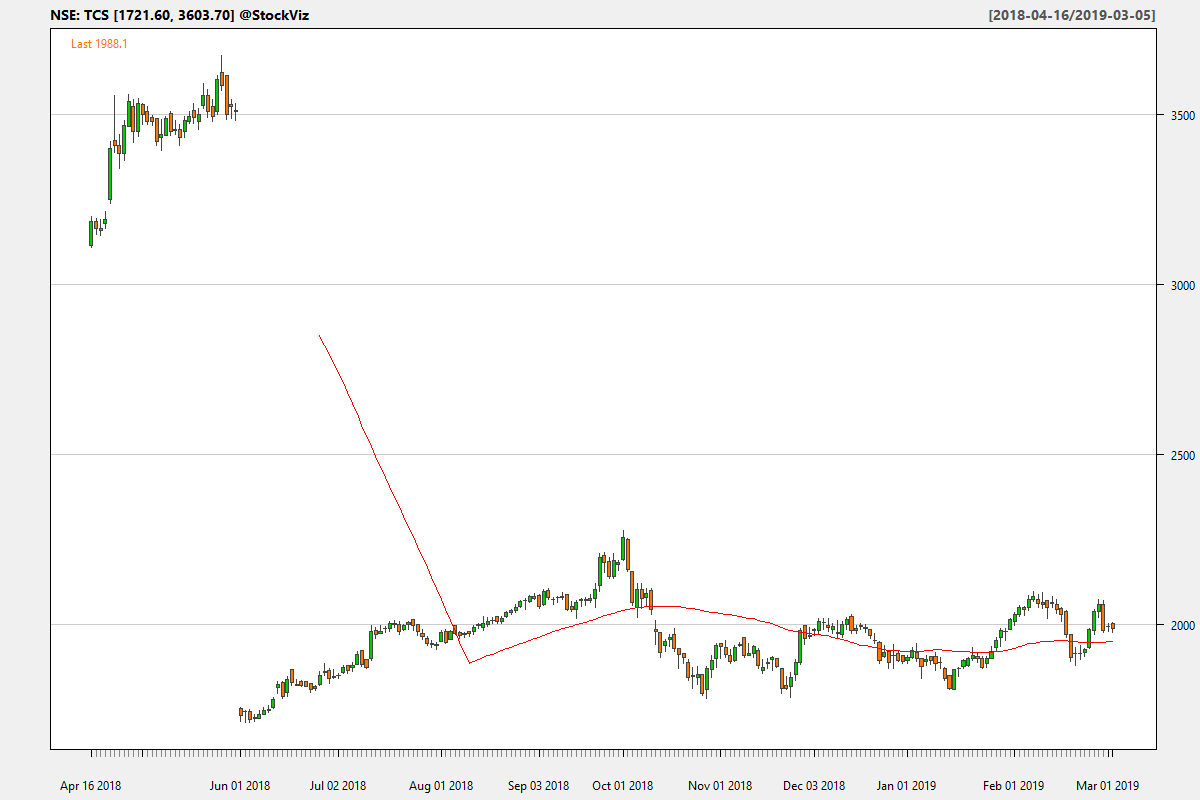 NSE: TCS [1721.60, 3603.70] @StockViz [2018-04-16/2019-03-05]
Last 1988.1
3500
3000
2500
2000
Apr 16 2018 Jun 01 2018 Jul 02 2018 Aug 01 2018 Sep 03 2018 Oct 01 2018 Nov 01 2018 Dec 03 2018 Jan 01 2019 Feb 01 2019 Mar 01 2019